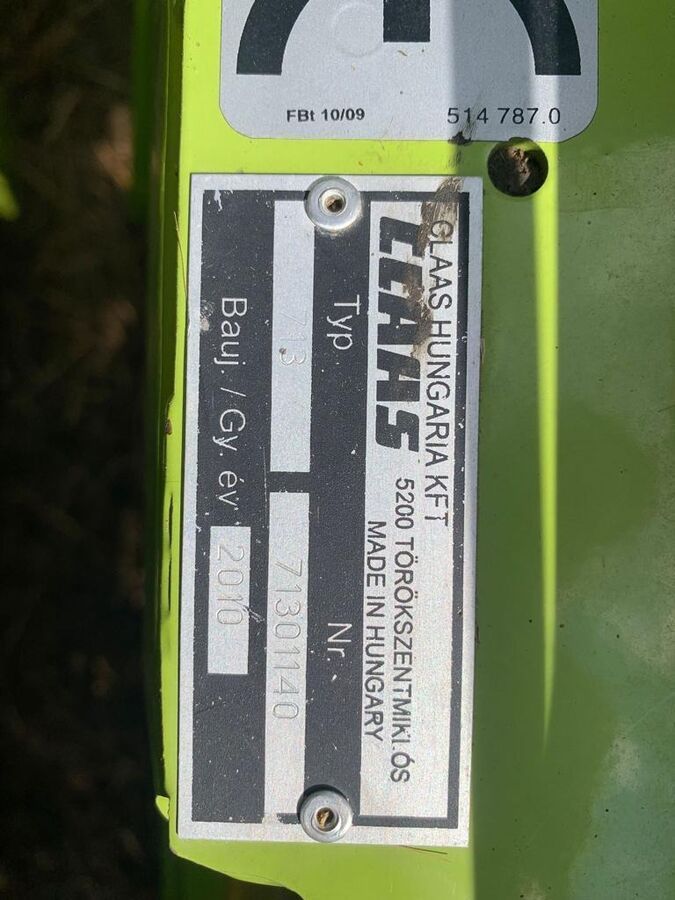 FBt 10/09
514 787.0
CLAAS HUNGARIA KFT
CLAAS
5200 TÖRÖKSZENTMIKLÓS
MADE IN HUNGARY
Typ
Nr.
713
71301140
Bauj. / Gy. év
2010